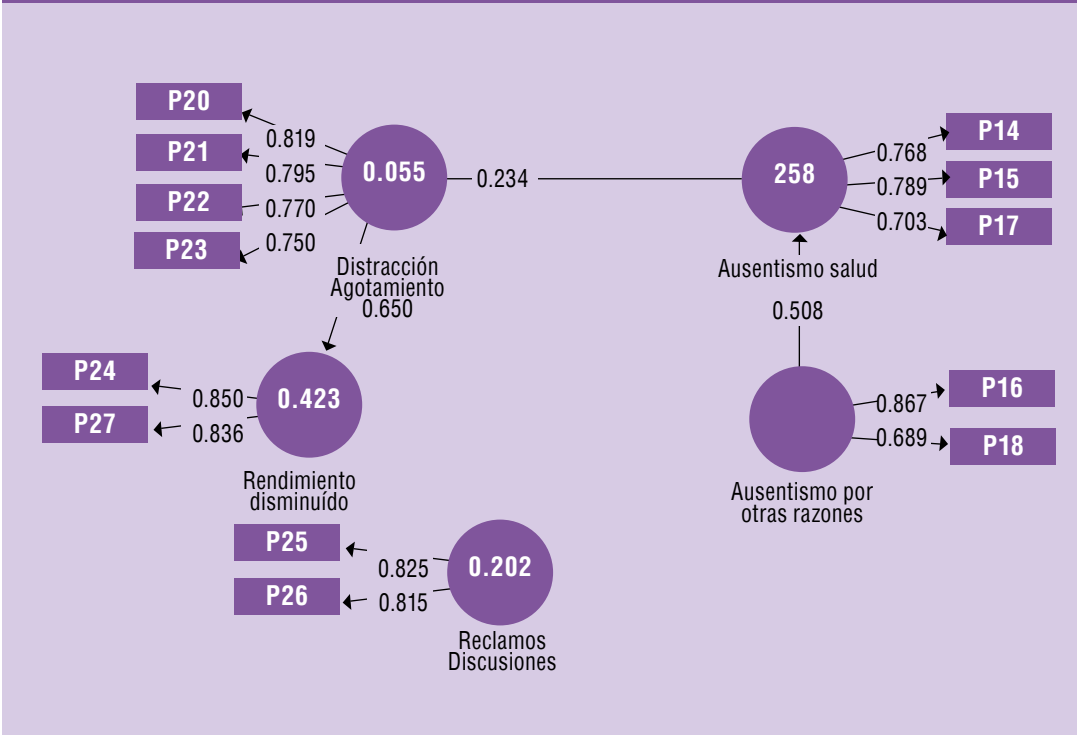 P20
0.819
P21
0.795
P22
0.770
P23
0.750
0.055
0.234
Distracción
Agotamiento
0.650
258
Ausentismo salud
P14
0.768
P15
0.789
P17
0.703
0.508
P24
0.850
P27
0.836
0.423
Rendimiento
disminuído
P16
0.867
P18
0.689
Ausentismo por
otras razones
P25
0.825
P26
0.815
0.202
Reclamos
Discusiones